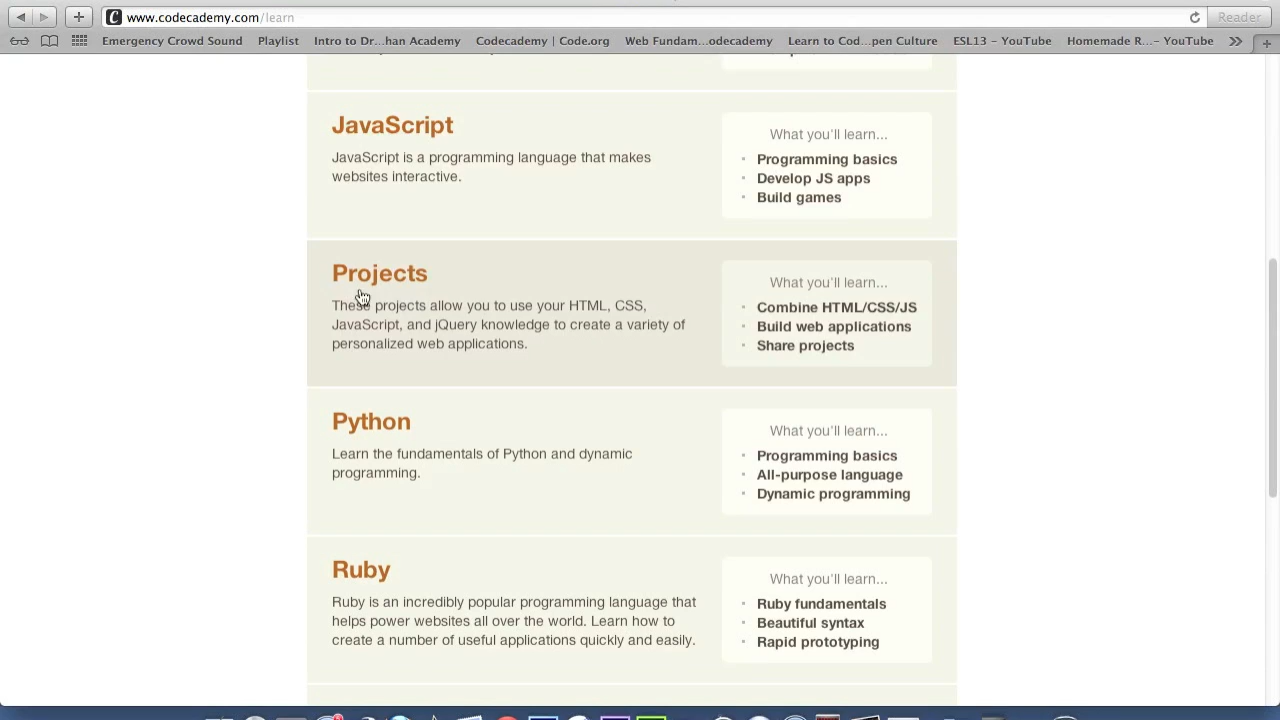 www.codecademy.com/learn
Reader
Emergency Crowd Sound
Playlist
Intro to Dr...han Academy
Codecademy | Code.org
Web Fundam...odecademy
Learn to Cod...pen Culture
ESL13 – YouTube
Homemade R...– YouTube
JavaScript
JavaScript is a programming language that makes
websites interactive.
What you'll learn...
Programming basics
Develop JS apps
Build games
Projects
These projects allow you to use your HTML, CSS,
JavaScript, and jQuery knowledge to create a variety of
personalized web applications.
What you'll learn...
Combine HTML/CSS/JS
Build web applications
Share projects
Python
Learn the fundamentals of Python and dynamic
programming.
What you'll learn...
Programming basics
All-purpose language
Dynamic programming
Ruby
Ruby is an incredibly popular programming language that
helps power websites all over the world. Learn how to
create a number of useful applications quickly and easily.
What you'll learn...
Ruby fundamentals
Beautiful syntax
Rapid prototyping